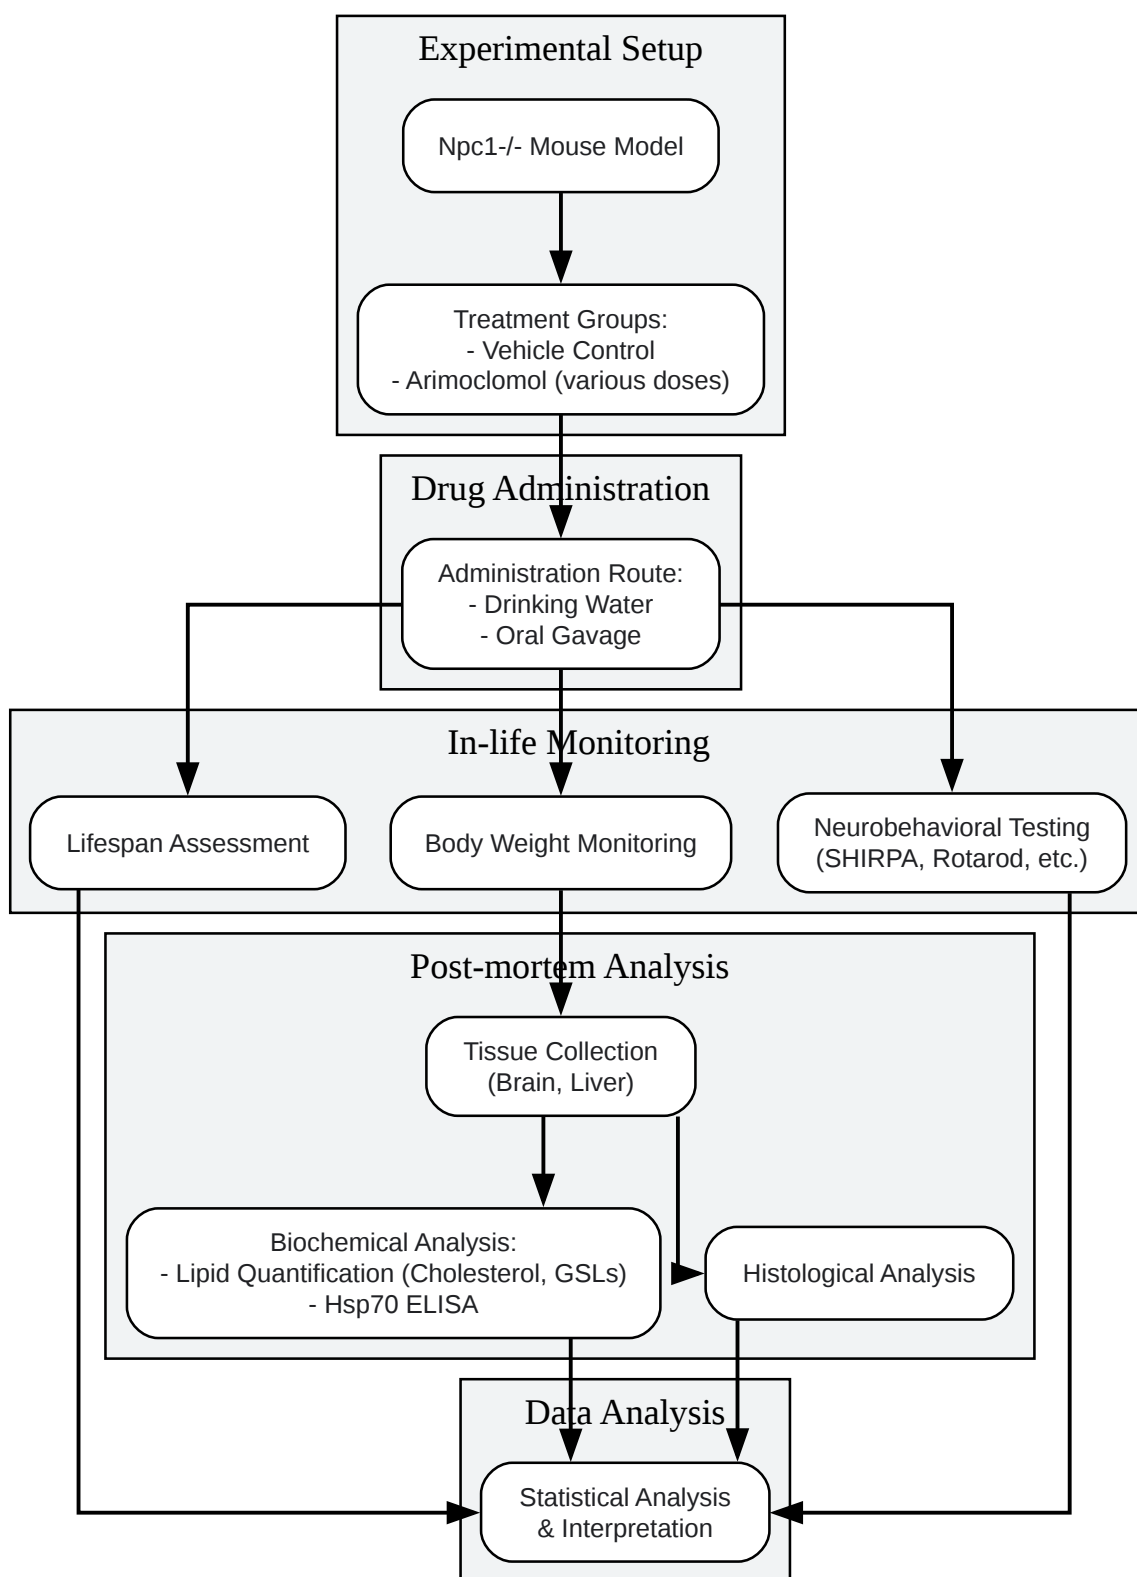 Experimental Setup
Npc1-/- Mouse Model
Treatment Groups:
- Vehicle Control
- Arimoclomol (various doses)
Drug Administration
Administration Route:
- Drinking Water
- Oral Gavage
In-life Monitoring
Lifespan Assessment
Body Weight Monitoring
Neurobehavioral Testing
(SHIRPA, Rotarod, etc.)
Post-mortem Analysis
Tissue Collection
(Brain, Liver)
Biochemical Analysis:
- Lipid Quantification (Cholesterol, GSLs)
- Hsp70 ELISA
Histological Analysis
Data Analysis
Statistical Analysis
& Interpretation